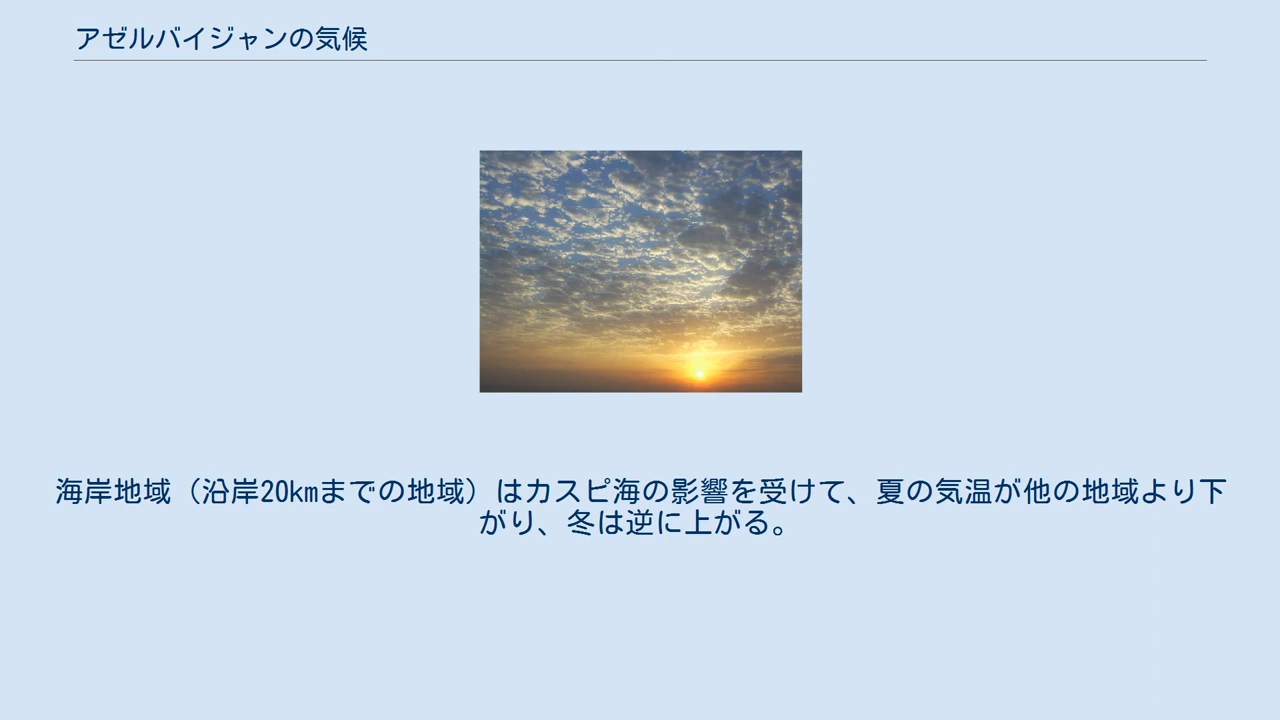 アゼルバイジャンの気候
海岸地域（沿岸20kmまでの地域）はカスピ海の影響を受けて、夏の気温が他の地域より下
がり、冬は逆に上がる。